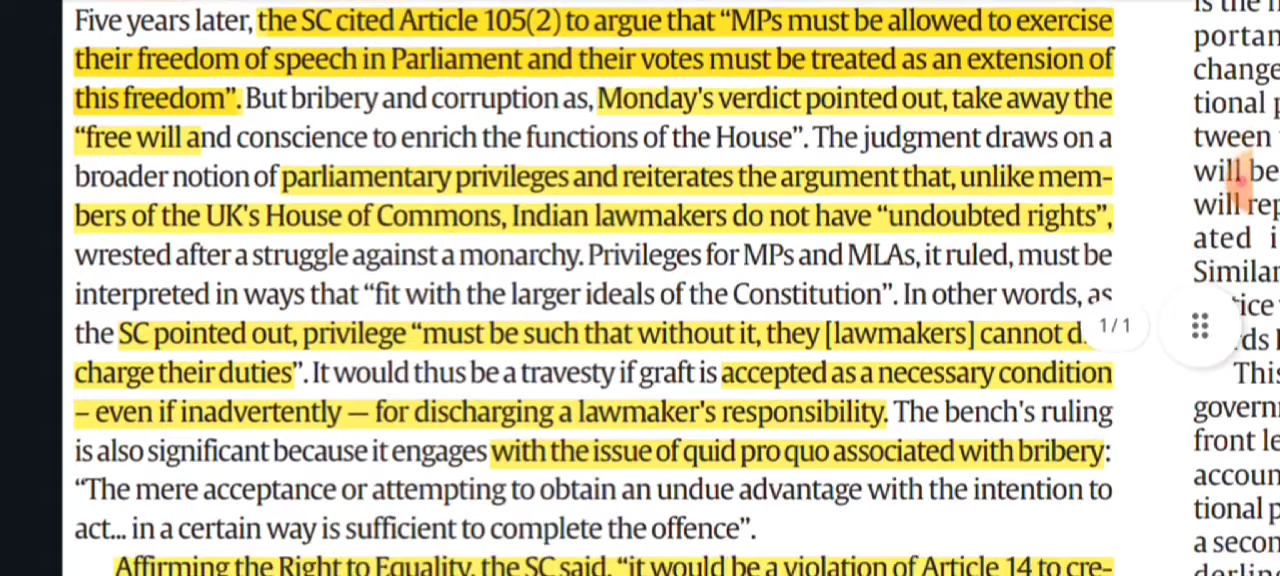 Five years later, the SC cited Article 105(2) to argue that “MPs must be allowed to exercise
their freedom of speech in Parliament and their votes must be treated as an extension of
this freedom”. But bribery and corruption as, Monday's verdict pointed out, take away the
“free will and conscience to enrich the functions of the House”. The judgment draws on a
broader notion of parliamentary privileges and reiterates the argument that, unlike mem-
bers of the UK's House of Commons, Indian lawmakers do not have “undoubted rights”,
wrested after a struggle against a monarchy. Privileges for MPs and MLAs, it ruled, must be
interpreted in ways that “fit with the larger ideals of the Constitution”. In other words, as
the SC pointed out, privilege “must be such that without it, they [lawmakers] cannot
charge their duties”. It would thus be a travesty if graft is accepted as a necessary condition
– even if inadvertently — for discharging a lawmaker's responsibility. The bench's ruling
is also significant because it engages with the issue of quid pro quo associated with bribery:
“The mere acceptance or attempting to obtain an undue advantage with the intention to
act... in a certain way is sufficient to complete the offence”.
Affirming the Right to Equality, the SC said, “it would be a violation of Article 14 to cre-
1/1
tween
will be
will rep
This
front le
a secon